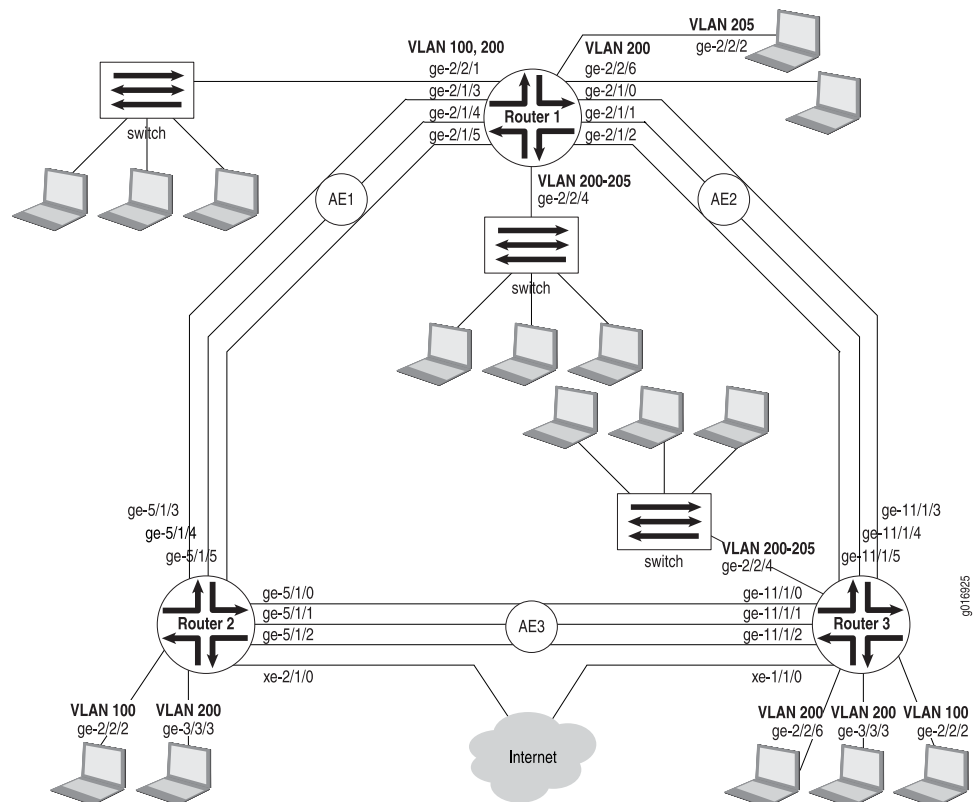 VLAN 205
ge-2/2/2
VLAN 100, 200
ge-2/2/1
ge-2/1/3
ge-2/1/4
ge-2/1/5
VLAN 200
ge-2/2/6
ge-2/1/0
ge-2/1/1
ge-2/1/2
Router 1
switch
AE1
AE2
VLAN 200-205
ge-2/2/4
switch
ge-5/1/3
ge-5/1/4
ge-5/1/5
switch
VLAN 200-205
ge-2/2/4
ge-11/1/3
ge-11/1/4
ge-11/1/5
g016925
Router 2
ge-5/1/0
ge-5/1/1
ge-5/1/2
xe-2/1/0
AE3
ge-11/1/0
ge-11/1/1
ge-11/1/2
xe-1/1/0
Router 3
VLAN 100
ge-2/2/2
VLAN 200
ge-3/3/3
Internet
VLAN 200
ge-2/2/6
VLAN 200
ge-3/3/3
VLAN 100
ge-2/2/2